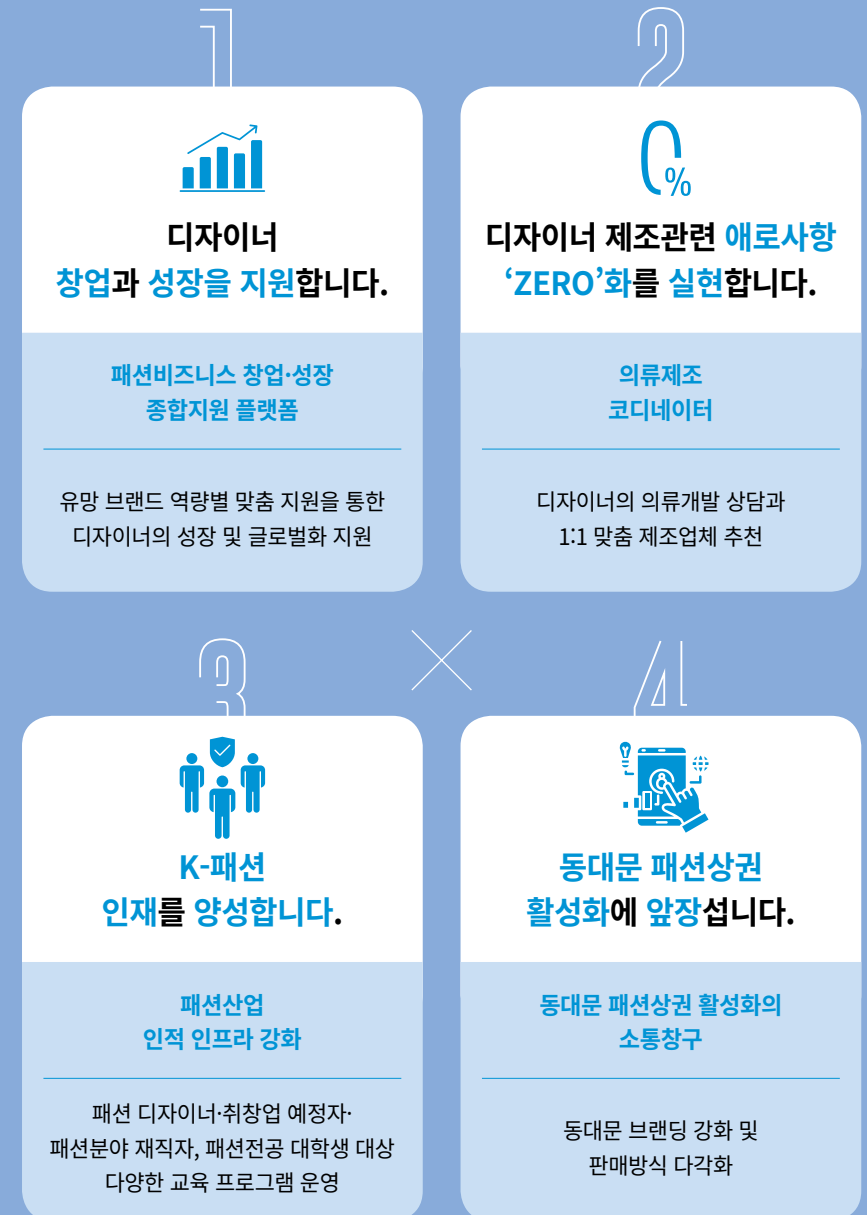 1
디자이너
창업과 성장을 지원합니다.
패션비즈니스 창업·성장
종합지원 플랫폼
유망 브랜드 역량별 맞춤 지원을 통한
디자이너의 성장 및 글로벌화 지원
2
0%
디자이너 제조관련 애로사항
‘ZERO’화를 실현합니다.
의류제조
코디네이터
디자이너의 의류개발 상담과
1:1 맞춤 제조업체 추천
3
K-패션
인재를 양성합니다.
패션산업
인적 인프라 강화
패션 디자이너·취창업 예정자·
패션분야 재직자, 패션전공 대학생 대상
다양한 교육 프로그램 운영
4
동대문 패션상권
활성화에 앞장섭니다.
동대문 패션상권 활성화의
소통창구
동대문 브랜딩 강화 및
판매방식 다각화